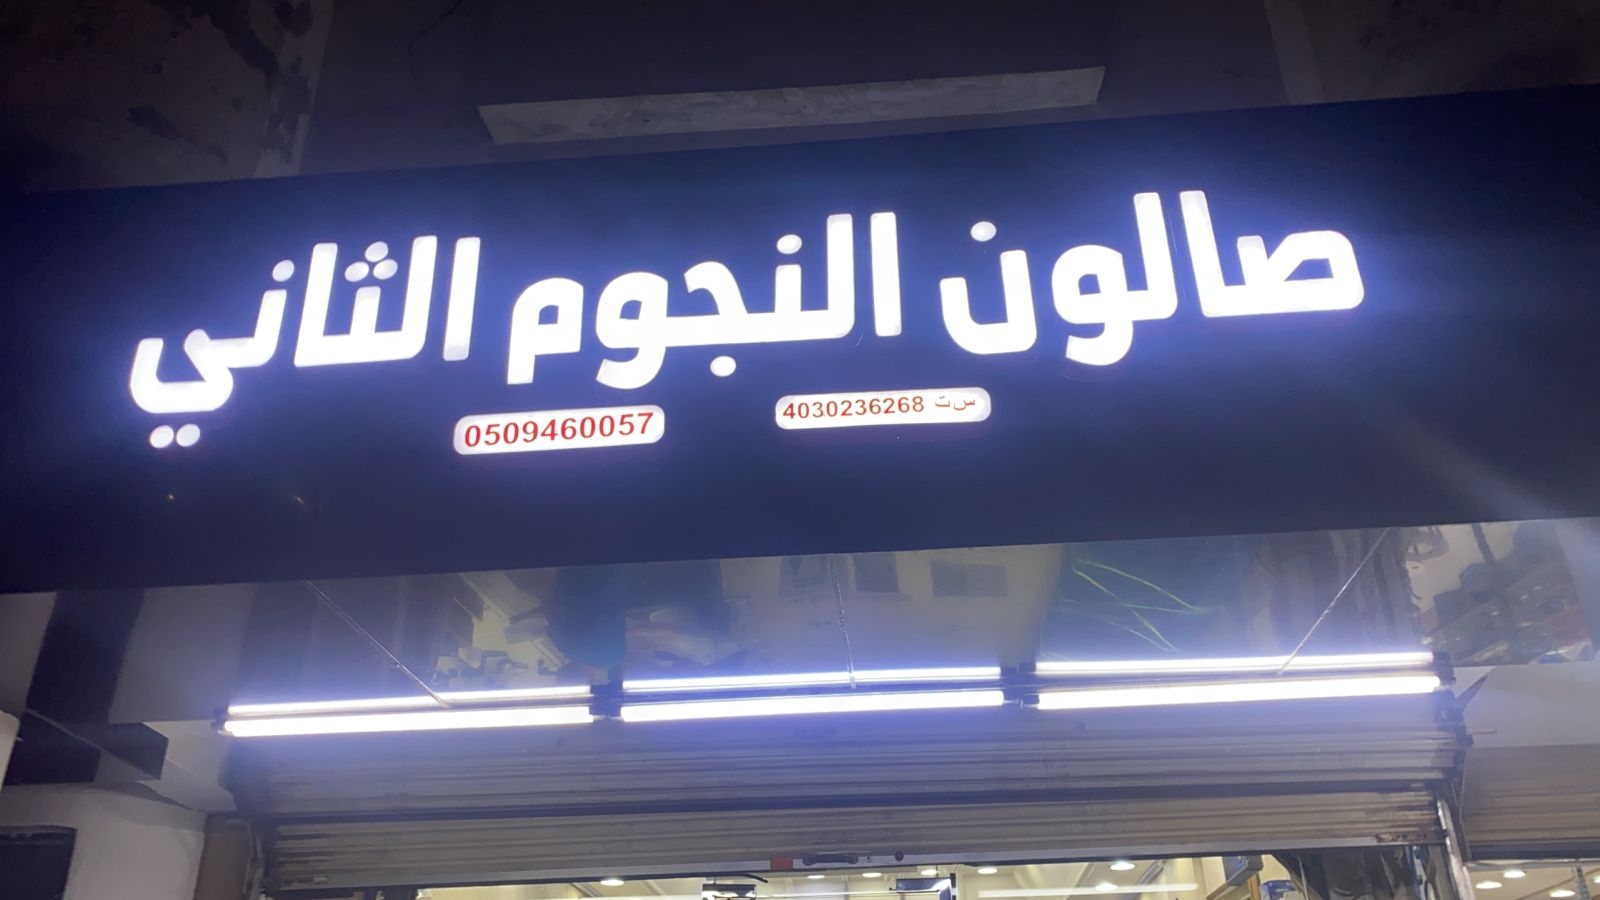 صالون النجوم الثاني
س ت 4030236268
0509460057